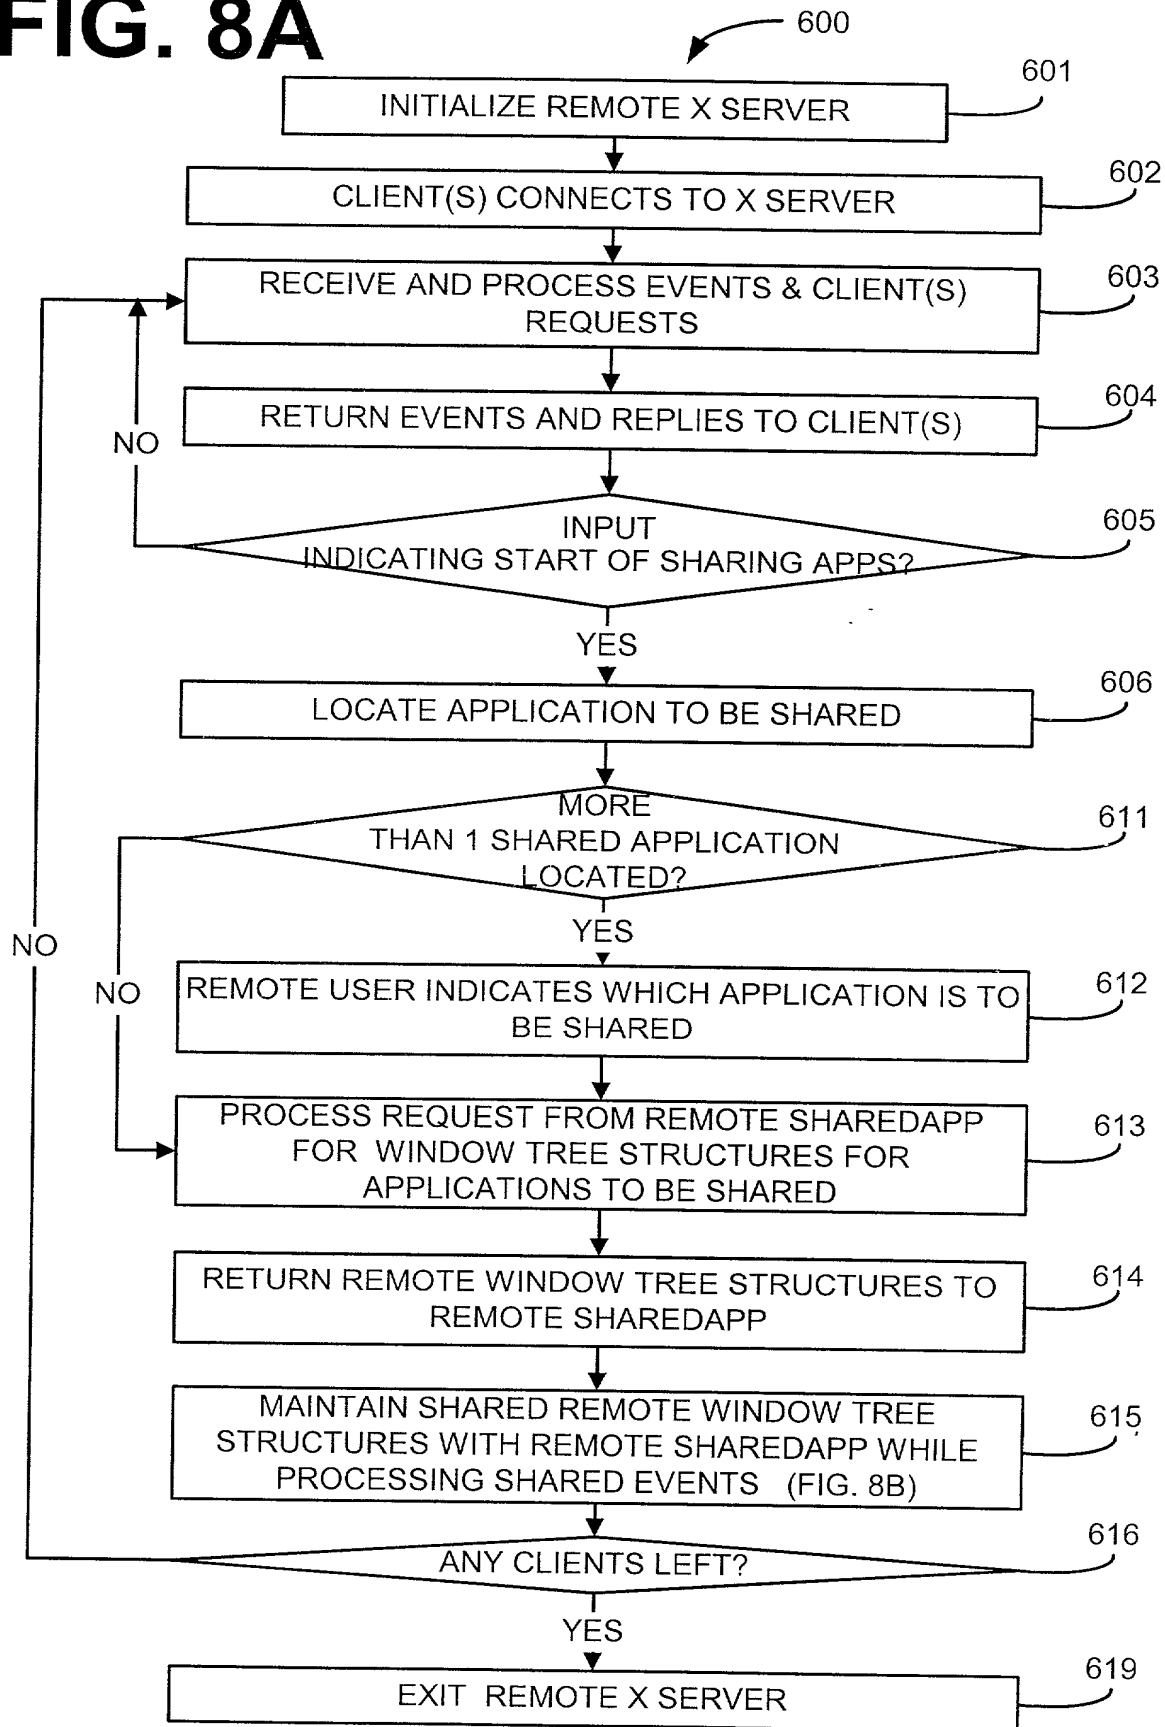 FIG. 8A
600
INITIALIZE REMOTE X SERVER
601
CLIENT(S) CONNECTS TO X SERVER
602
RECEIVE AND PROCESS EVENTS & CLIENT(S)
REQUESTS
603
RETURN EVENTS AND REPLIES TO CLIENT(S)
604
NO
INPUT
INDICATING START OF SHARING APPS?
605
YES
LOCATE APPLICATION TO BE SHARED
606
MORE
THAN 1 SHARED APPLICATION
LOCATED?
611
YES
NO
NO
REMOTE USER INDICATES WHICH APPLICATION IS TO
BE SHARED
612
PROCESS REQUEST FROM REMOTE SHAREDAPP
FOR WINDOW TREE STRUCTURES FOR
APPLICATIONS TO BE SHARED
613
RETURN REMOTE WINDOW TREE STRUCTURES TO
REMOTE SHAREDAPP
614
MAINTAIN SHARED REMOTE WINDOW TREE
STRUCTURES WITH REMOTE SHAREDAPP WHILE
PROCESSING SHARED EVENTS (FIG. 8B)
615
ANY CLIENTS LEFT?
616
YES
EXIT REMOTE X SERVER
619